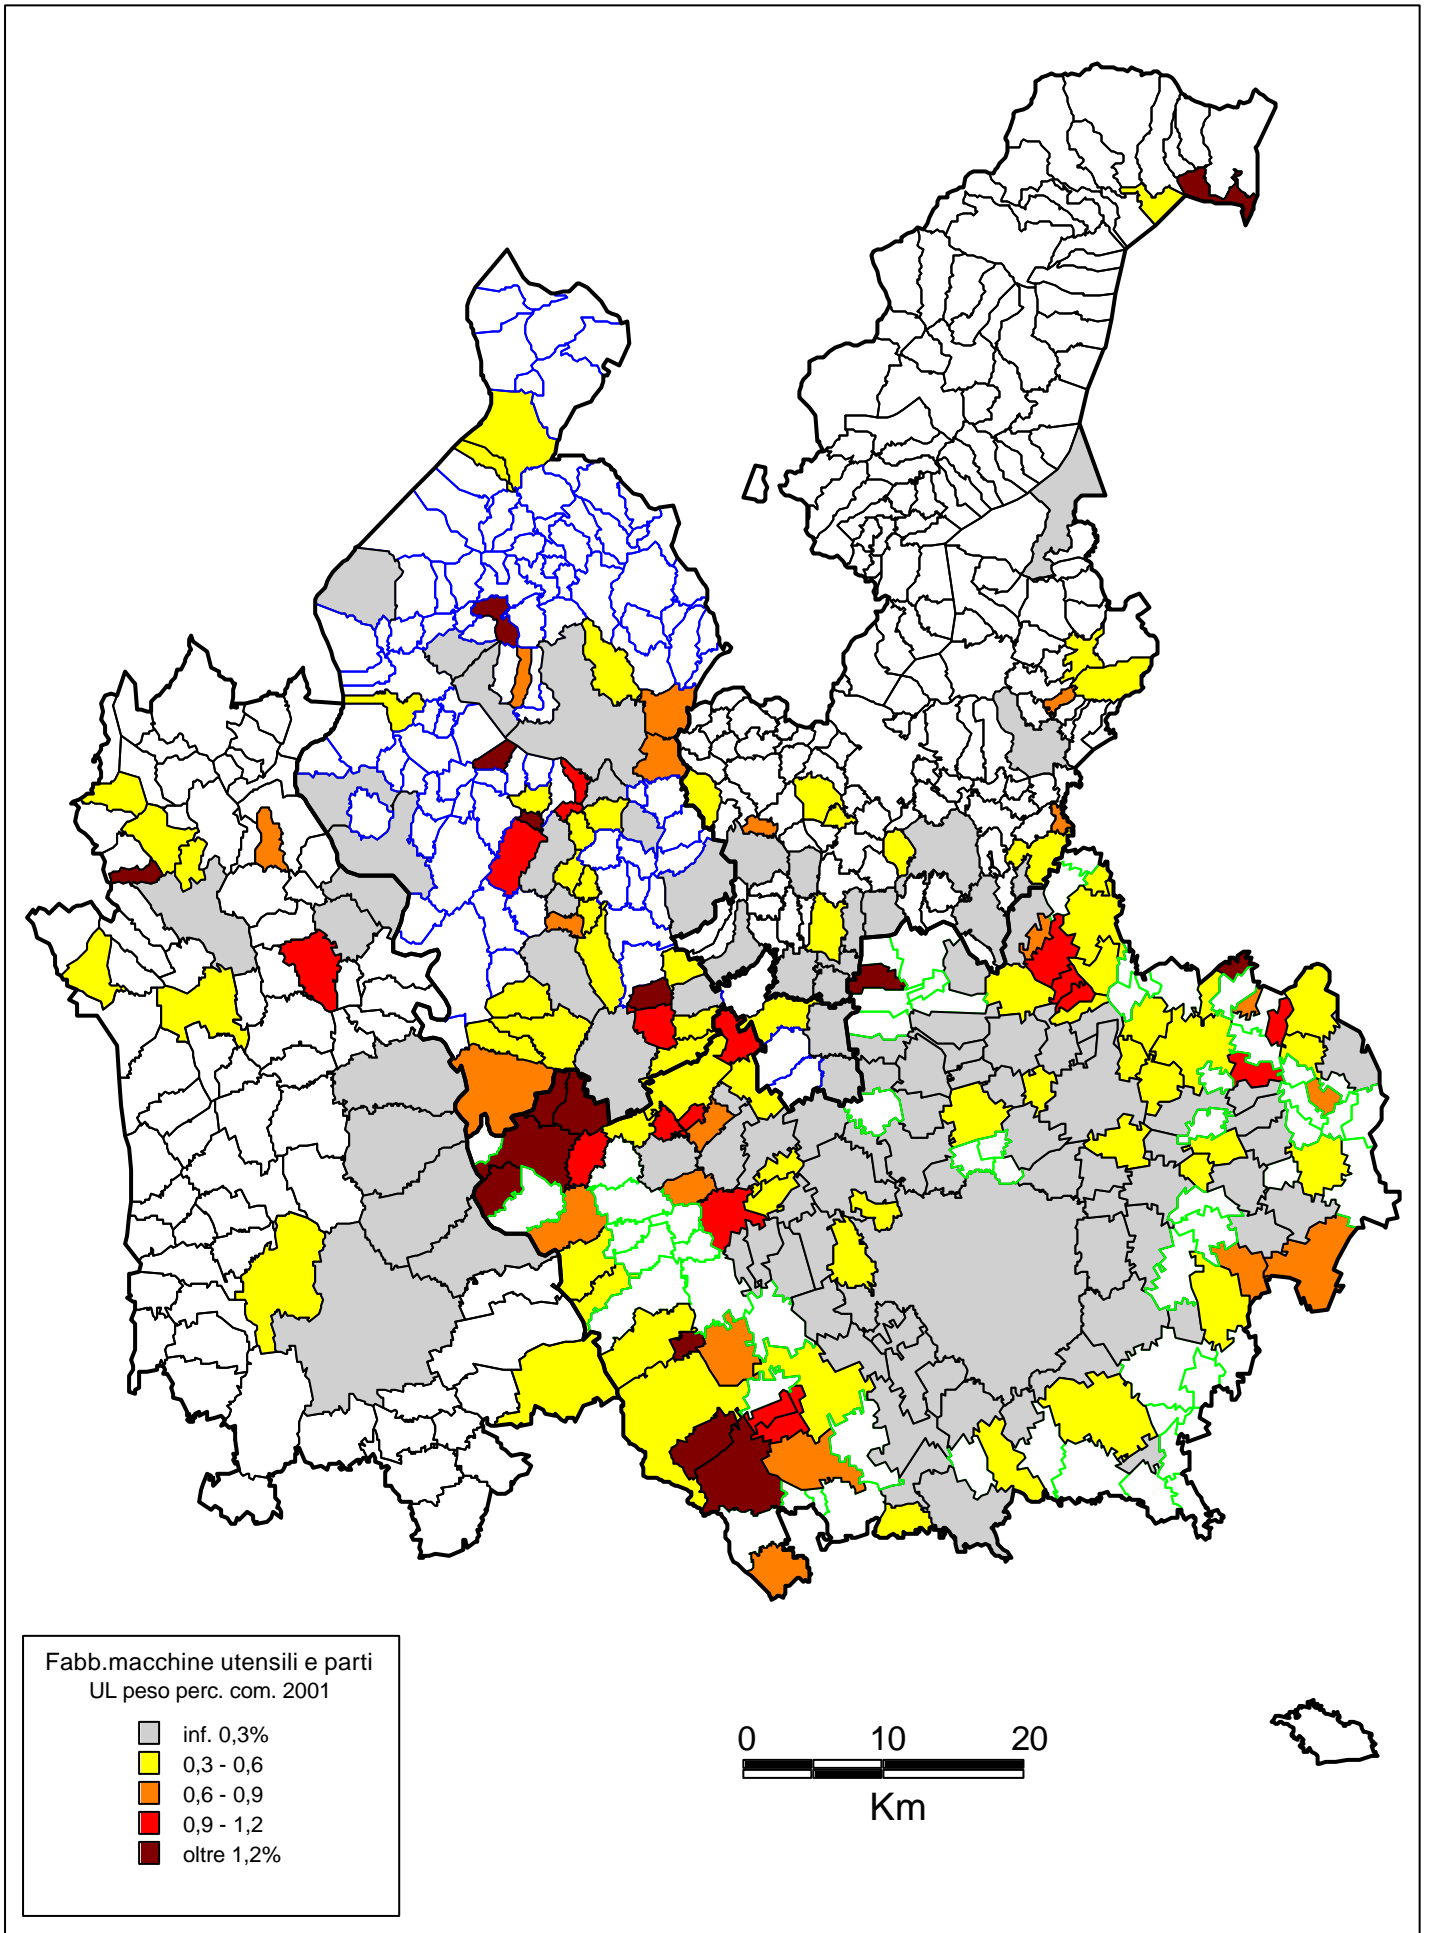 Fabb.macchine utensili e parti
UL peso perc. com. 2001
inf. 0,3%
0,3 - 0,6
0,6 - 0,9
0,9 - 1,2
oltre 1,2%
0 10 20
Km